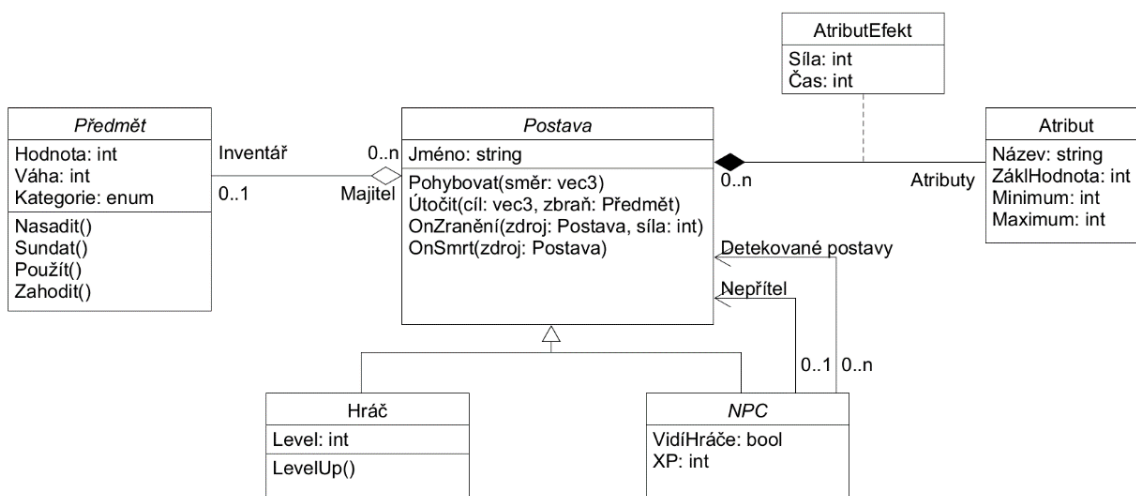 AtributEfekt
Síla: int
Čas: int
Předmět
Hodnota: int
Váha: int
Kategorie: enum
Nasadit()
Sundat()
Použít()
Zahodit()
Inventář
0..n
0..1
Majitel
Postava
Jméno: string
Pohybovat(směr: vec3)
Útočit(cíl: vec3, zbraň: Předmět)
OnZranění(zdroj: Postava, síla: int)
OnSmrt(zdroj: Postava)
0..n
Atributy
Atribut
Název: string
ZáklHodnota: int
Minimum: int
Maximum: int
Detekované postavy
Nepřítel
0..1
0..n
Hráč
Level: int
LevelUp()
NPC
VidíHráče: bool
XP: int